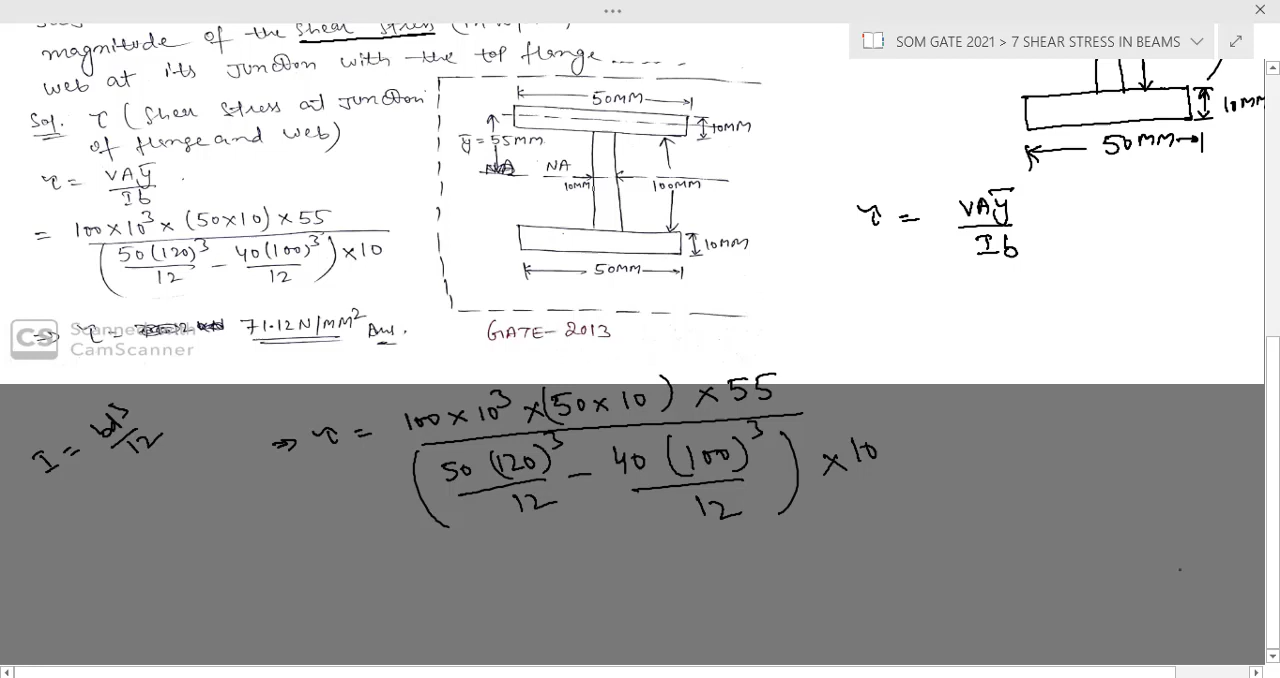 SOM GATE 2021 > 7 SHEAR STRESS IN BEAMS
magnitude of the shear stress
web at its junction with the top flange......
Sol. τ (Shear stress at junction
of flange and web)
τ = VAȳ/Ib
= 100×10³ × (50×10) × 55 / (50(120)³/12 − 40(100)³/12) × 10
⇒ τ = 71.12 N/MM² Ans.
Scanned with
CS CamScanner
50MM
10MM
ȳ = 55MM
NA NA
10MM
100MM
10MM
50MM
GATE-2013
10MM
50MM
τ = VAȳ/Ib
I = bd³/12
⇒ τ = 100×10³ × (50×10) × 55 / (50(120)³/12 − 40(100)³/12) × 10